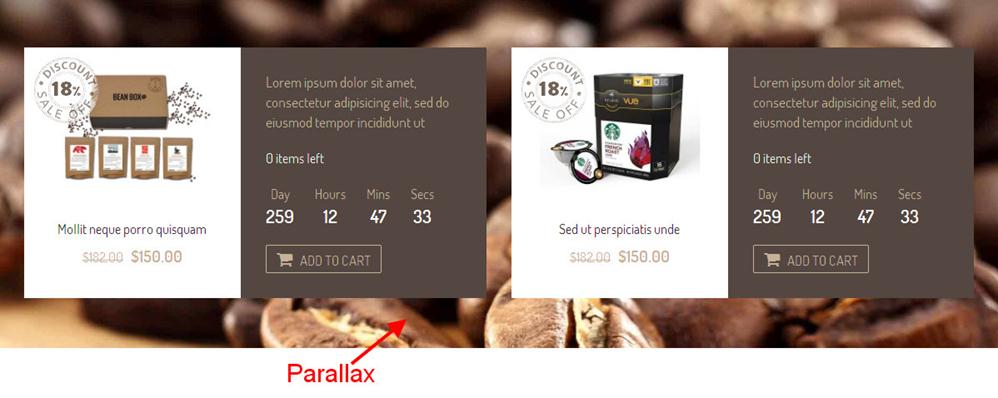 DISCOUNT
18%
SALE OFF
BEAN BOX
Mollit neque porro quisquam
$182.00 $150.00
Lorem ipsum dolor sit amet,
consectetur adipisicing elit, sed do
eiusmod tempor incididunt ut
0 items left
Day Hours Mins Secs
259 12 47 33
ADD TO CART
DISCOUNT
18%
SALE OFF
vue
FRENCH
ROAST
Sed ut perspiciatis unde
$182.00 $150.00
Lorem ipsum dolor sit amet,
consectetur adipisicing elit, sed do
eiusmod tempor incididunt ut
0 items left
Day Hours Mins Secs
259 12 47 33
ADD TO CART
Parallax